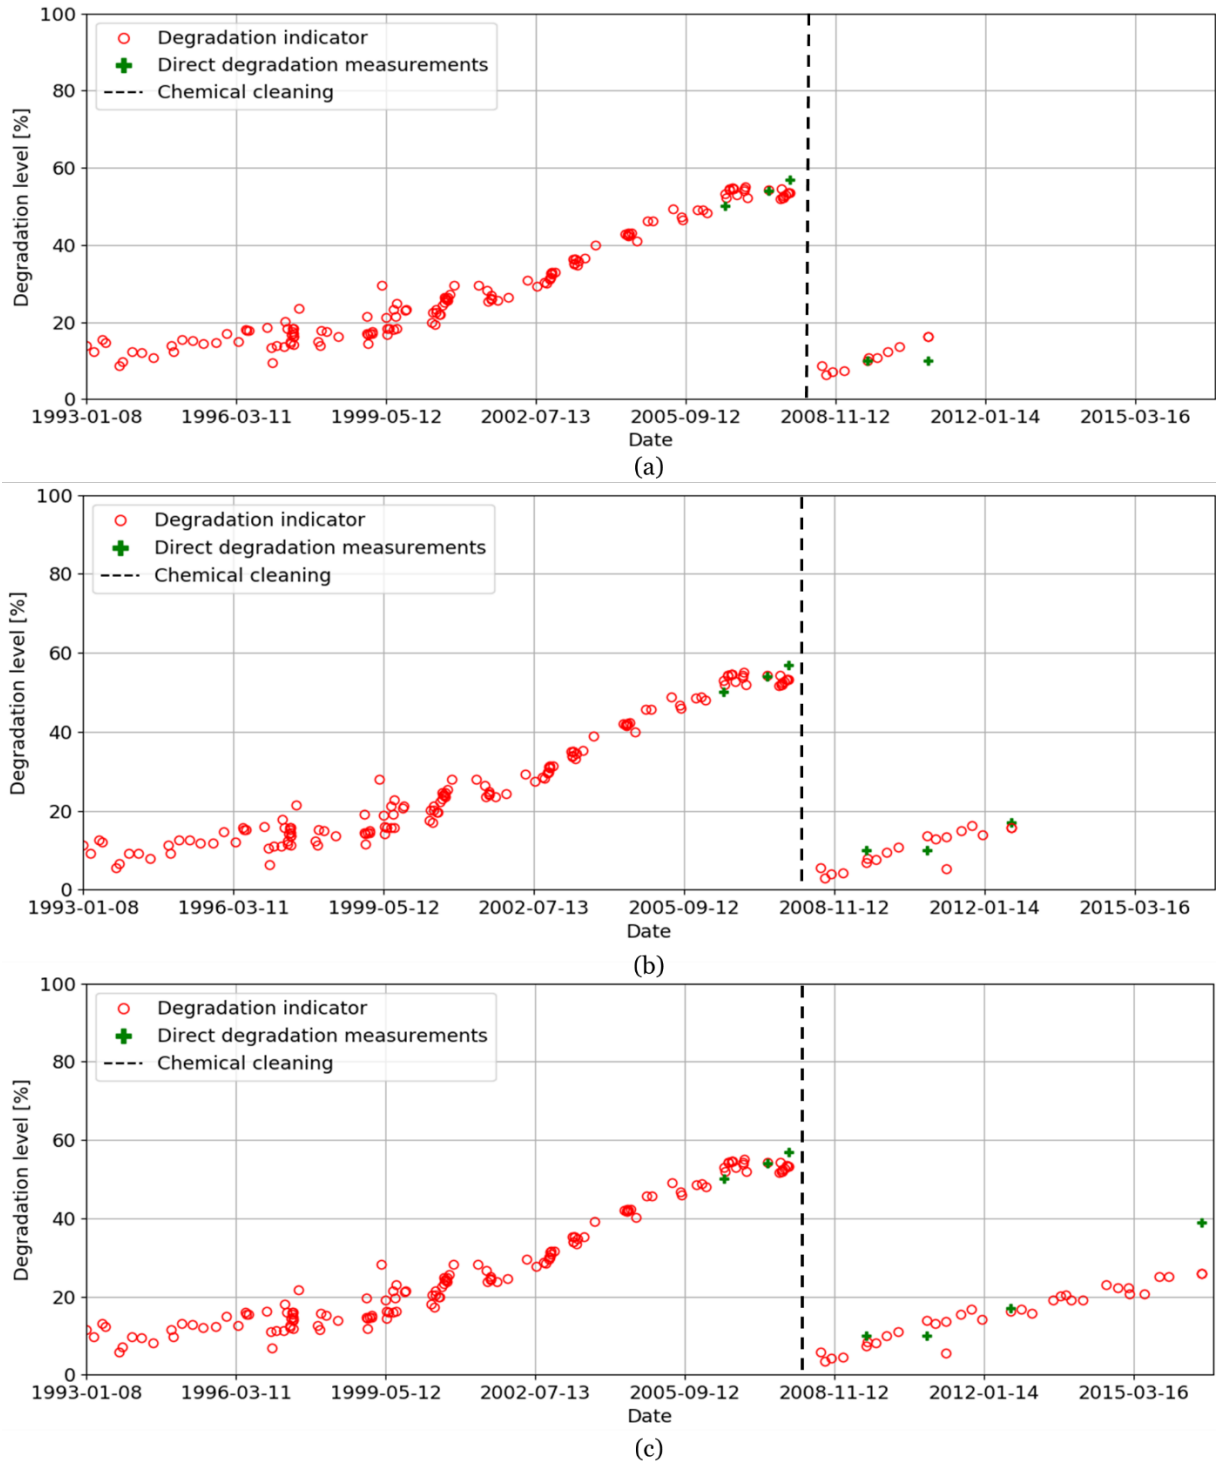 100
80
60
40
20
0
Degradation level [%]
Degradation indicator
Direct degradation measurements
Chemical cleaning
1993-01-08 1996-03-11 1999-05-12 2002-07-13 2005-09-12 2008-11-12 2012-01-14 2015-03-16
Date
(a)
100
80
60
40
20
0
Degradation level [%]
Degradation indicator
Direct degradation measurements
Chemical cleaning
1993-01-08 1996-03-11 1999-05-12 2002-07-13 2005-09-12 2008-11-12 2012-01-14 2015-03-16
Date
(b)
100
80
60
40
20
0
Degradation level [%]
Degradation indicator
Direct degradation measurements
Chemical cleaning
1993-01-08 1996-03-11 1999-05-12 2002-07-13 2005-09-12 2008-11-12 2012-01-14 2015-03-16
Date
(c)